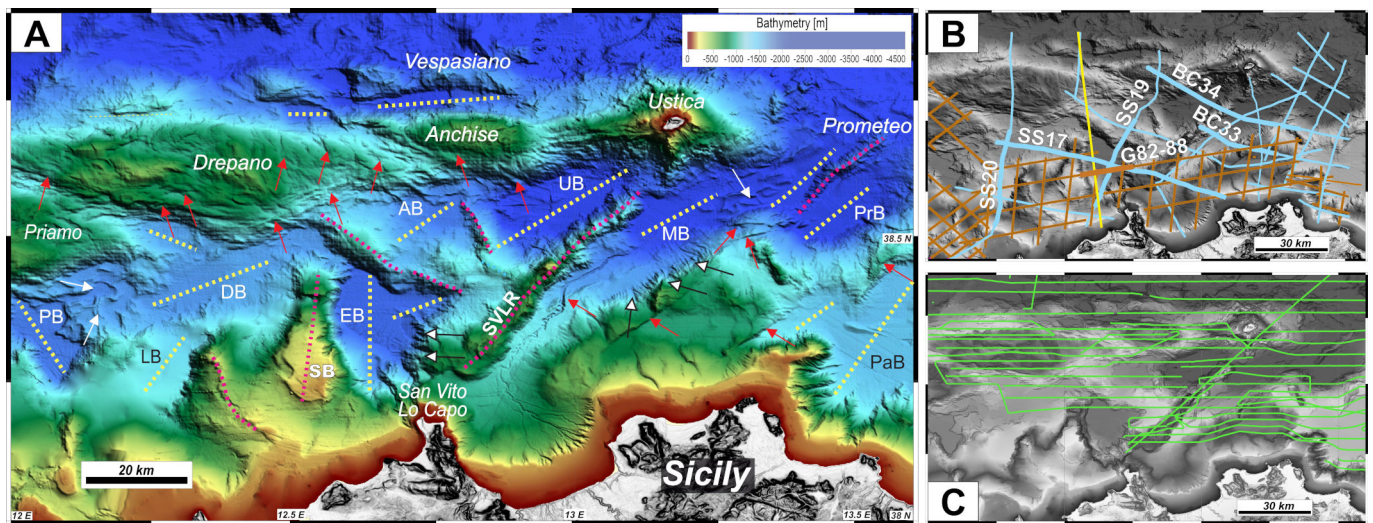 A
Bathymetry [m]
0 -500 -1000 -1500 -2000 -2500 -3000 -3500 -4000 -4500
Vespasiano
Ustica
Anchise
Prometeo
Drepano
UB
AB
PrB
Priamo
MB
38.5 N
DB
PB
EB
SVLR
LB
SB
PaB
San Vito
Lo Capo
20 km
Sicily
12 E
12.5 E
13 E
13.5 E
38 N
B
SS19
BC34
BC33
SS17
G82-88
SS20
30 km
C
30 km